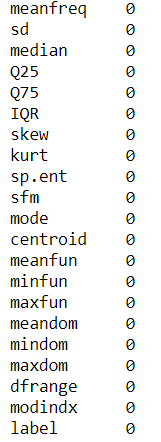 meanfreq 0
sd 0
median 0
Q25 0
Q75 0
IQR 0
skew 0
kurt 0
sp.ent 0
sfm 0
mode 0
centroid 0
meanfun 0
minfun 0
maxfun 0
meandom 0
mindom 0
maxdom 0
dfrange 0
modindx 0
label 0